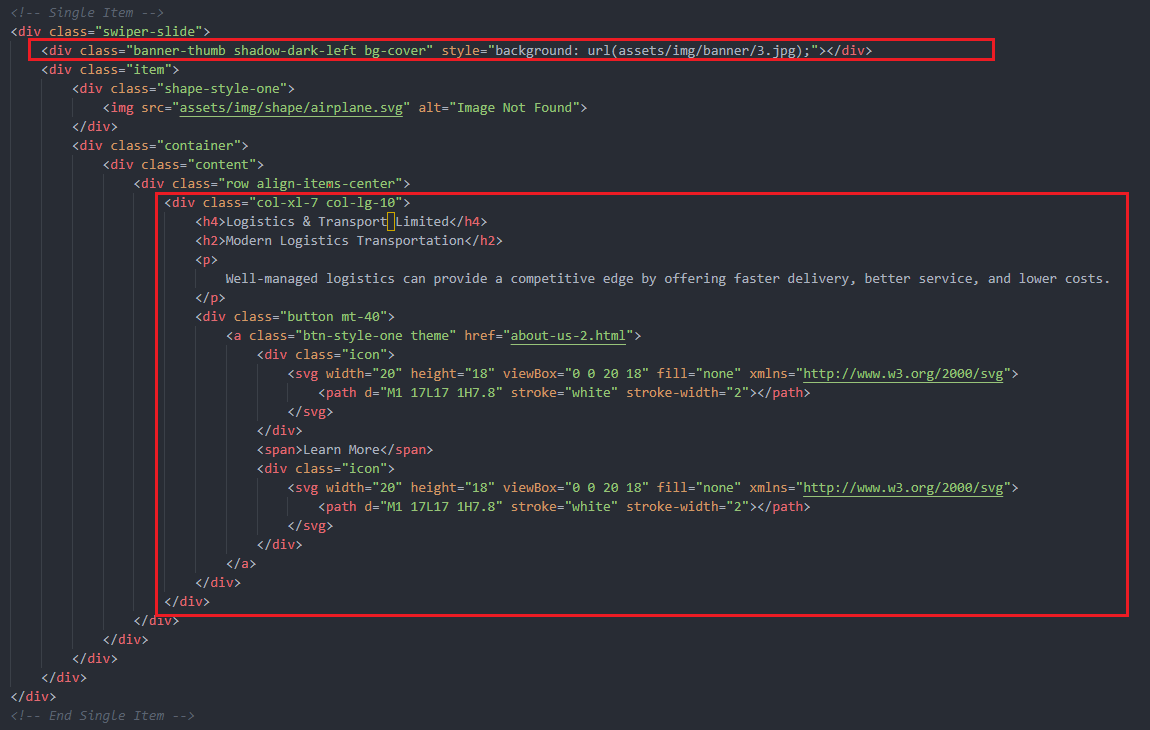 <!-- Single Item -->
<div class="swiper-slide">
<div class="banner-thumb shadow-dark-left bg-cover" style="background: url(assets/img/banner/3.jpg);"></div>
<div class="item">
<div class="shape-style-one">
<img src="assets/img/shape/airplane.svg" alt="Image Not Found">
</div>
<div class="container">
<div class="content">
<div class="row align-items-center">
<div class="col-xl-7 col-lg-10">
<h4>Logistics & Transport Limited</h4>
<h2>Modern Logistics Transportation</h2>
<p>
Well-managed logistics can provide a competitive edge by offering faster delivery, better service, and lower costs.
</p>
<div class="button mt-40">
<a class="btn-style-one theme" href="about-us-2.html">
<div class="icon">
<svg width="20" height="18" viewBox="0 0 20 18" fill="none" xmlns="http://www.w3.org/2000/svg">
<path d="M1 17L17 1H7.8" stroke="white" stroke-width="2"></path>
</svg>
</div>
<span>Learn More</span>
<div class="icon">
<svg width="20" height="18" viewBox="0 0 20 18" fill="none" xmlns="http://www.w3.org/2000/svg">
<path d="M1 17L17 1H7.8" stroke="white" stroke-width="2"></path>
</svg>
</div>
</a>
</div>
</div>
</div>
</div>
</div>
</div>
</div>
<!-- End Single Item -->